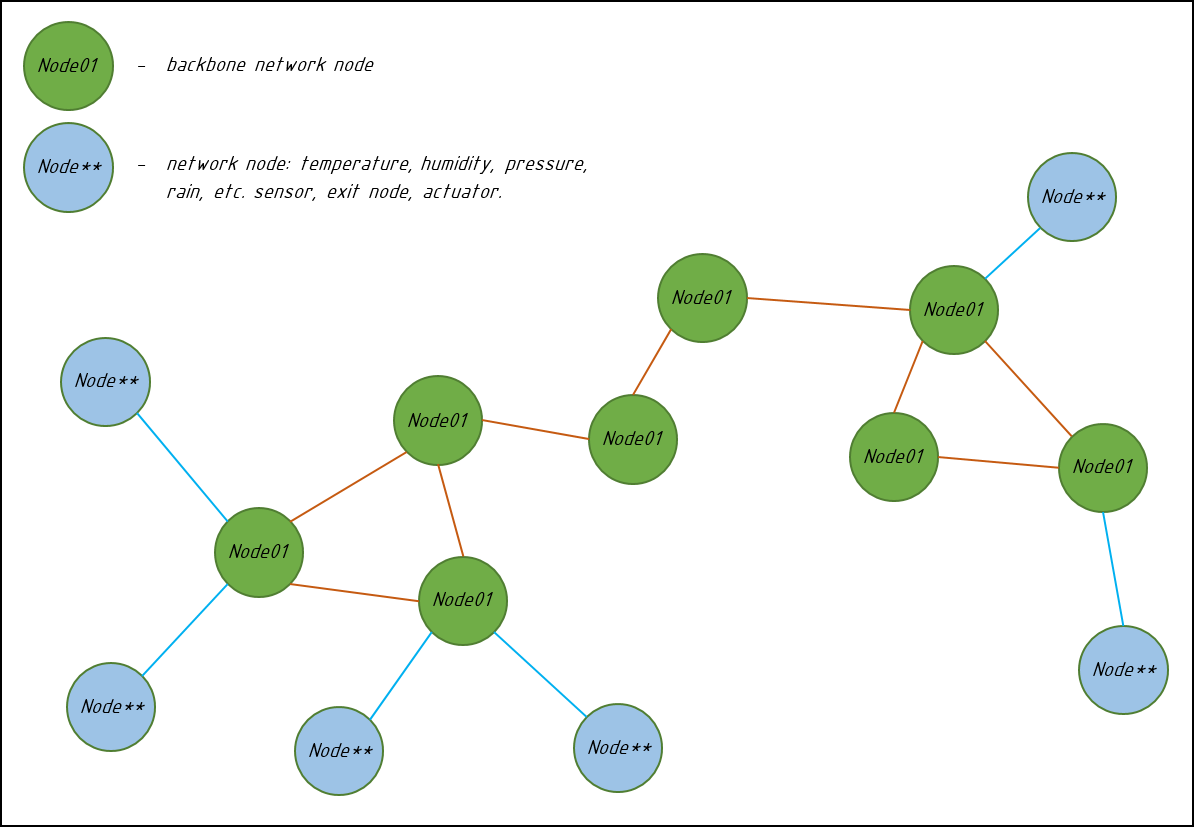 Node01
- backbone network node
Node**
- network node: temperature, humidity, pressure,
rain, etc. sensor, exit node, actuator.
Node**
Node01
Node01
Node**
Node01
Node01
Node01
Node01
Node01
Node01
Node**
Node**
Node**
Node**